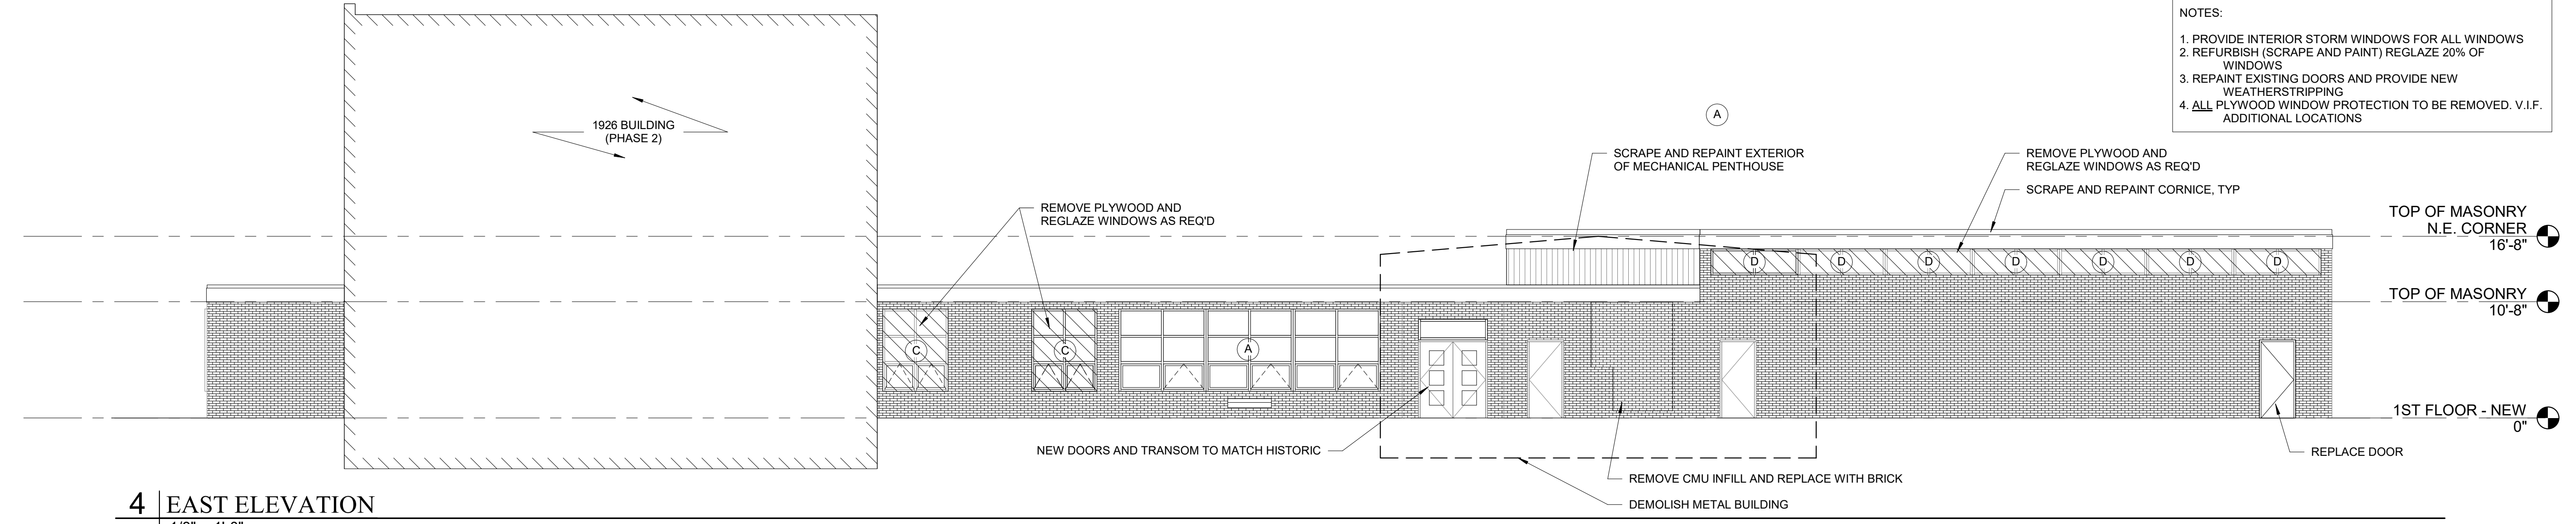 NOTES:
1. PROVIDE INTERIOR STORM WINDOWS FOR ALL WINDOWS
2. REFURBISH (SCRAPE AND PAINT) REGLAZE 20% OF
WINDOWS
3. REPAINT EXISTING DOORS AND PROVIDE NEW
WEATHERSTRIPPING
4. ALL PLYWOOD WINDOW PROTECTION TO BE REMOVED. V.I.F.
ADDITIONAL LOCATIONS
1926 BUILDING
(PHASE 2)
A
SCRAPE AND REPAINT EXTERIOR
OF MECHANICAL PENTHOUSE
REMOVE PLYWOOD AND
REGLAZE WINDOWS AS REQ'D
SCRAPE AND REPAINT CORNICE, TYP
REMOVE PLYWOOD AND
REGLAZE WINDOWS AS REQ'D
TOP OF MASONRY
N.E. CORNER
16'-8"
D D D D D D D
TOP OF MASONRY
10'-8"
C C A
1ST FLOOR - NEW
0"
NEW DOORS AND TRANSOM TO MATCH HISTORIC
REPLACE DOOR
REMOVE CMU INFILL AND REPLACE WITH BRICK
DEMOLISH METAL BUILDING
4 EAST ELEVATION